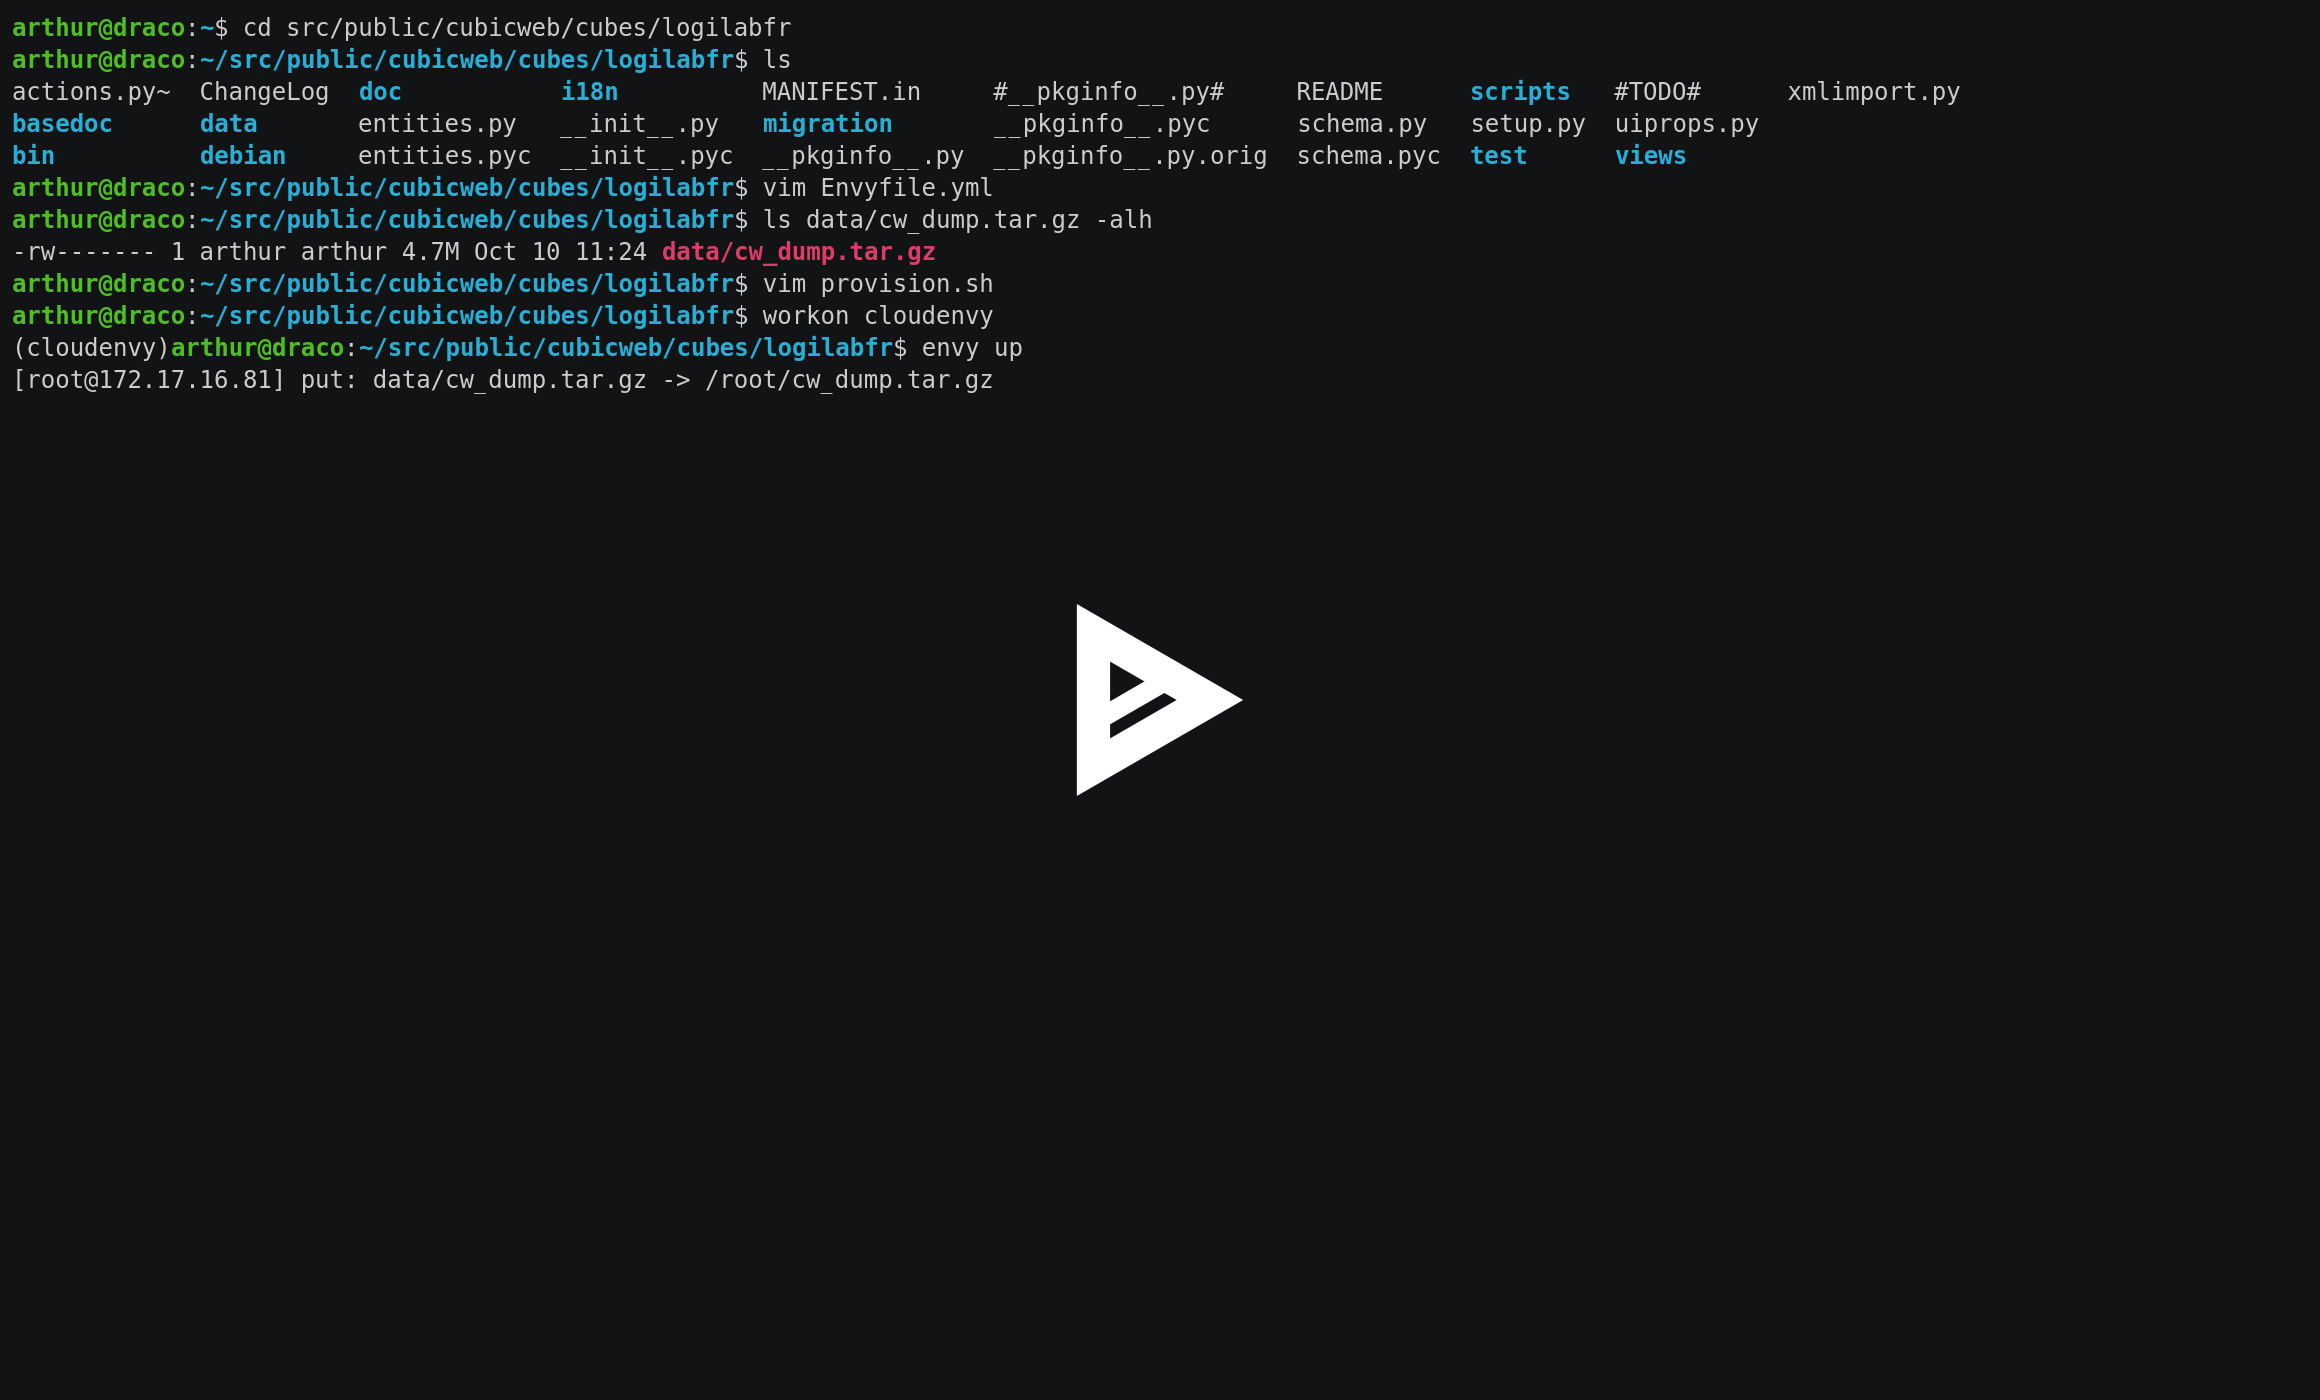 arthur@draco:~$ cd src/public/cubicweb/cubes/logilabfr
arthur@draco:~/src/public/cubicweb/cubes/logilabfr$ ls
actions.py~  ChangeLog  doc           i18n          MANIFEST.in     #__pkginfo__.py#     README      scripts   #TODO#      xmlimport.py
basedoc      data       entities.py   __init__.py   migration       __pkginfo__.pyc      schema.py   setup.py  uiprops.py
bin          debian     entities.pyc  __init__.pyc  __pkginfo__.py  __pkginfo__.py.orig  schema.pyc  test      views
arthur@draco:~/src/public/cubicweb/cubes/logilabfr$ vim Envyfile.yml
arthur@draco:~/src/public/cubicweb/cubes/logilabfr$ ls data/cw_dump.tar.gz -alh
-rw------- 1 arthur arthur 4.7M Oct 10 11:24 data/cw_dump.tar.gz
arthur@draco:~/src/public/cubicweb/cubes/logilabfr$ vim provision.sh
arthur@draco:~/src/public/cubicweb/cubes/logilabfr$ workon cloudenvy
(cloudenvy)arthur@draco:~/src/public/cubicweb/cubes/logilabfr$ envy up
[root@172.17.16.81] put: data/cw_dump.tar.gz -> /root/cw_dump.tar.gz